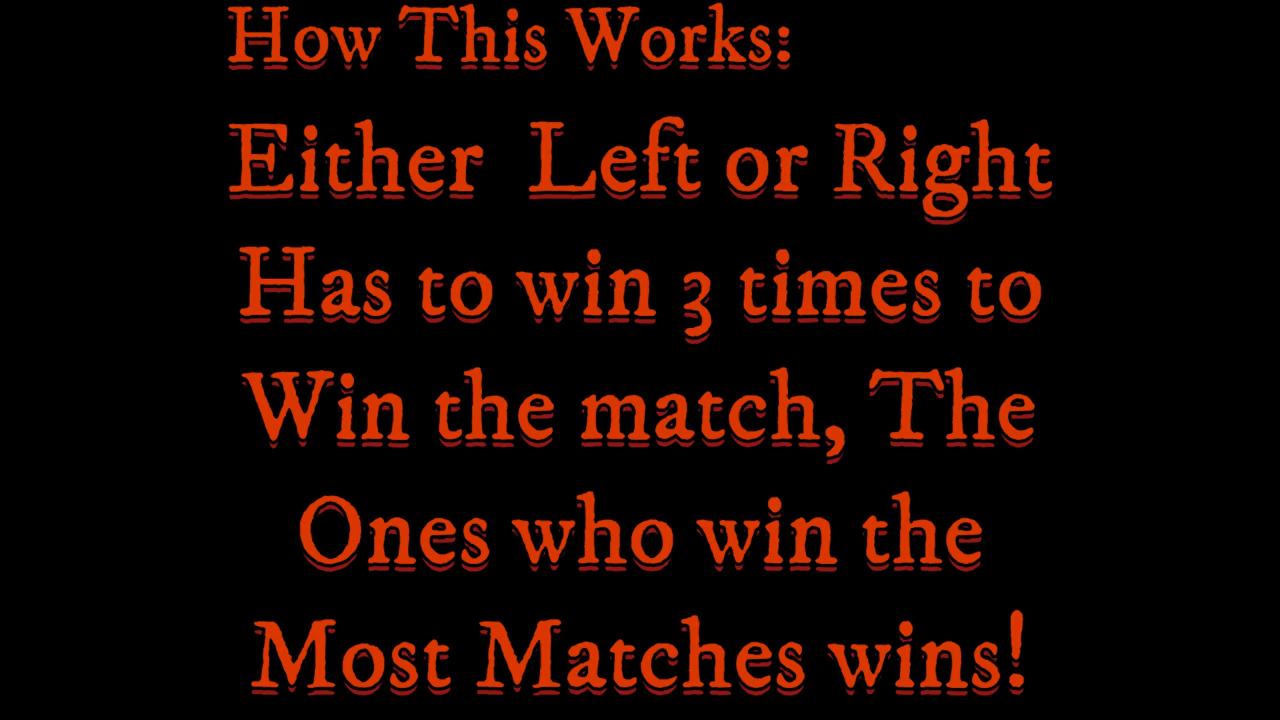 How This Works:
Either Left or Right
Has to win 3 times to
Win the match, The
Ones who win the
Most Matches wins!